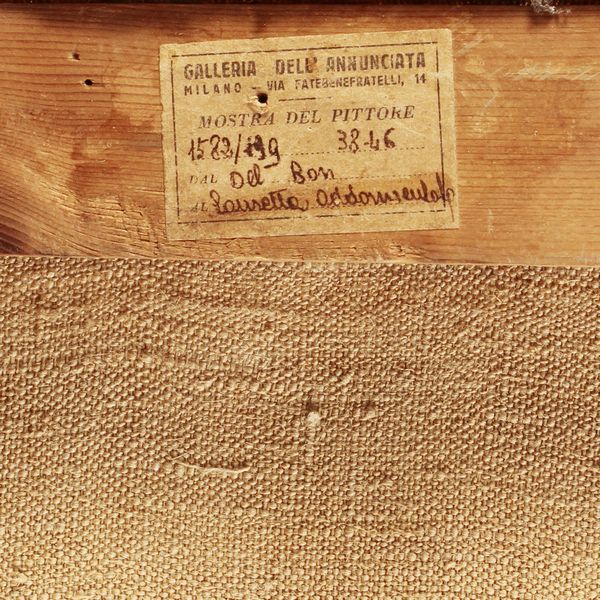 GALLERIA DELL' ANNUNCIATA
MILANO - VIA FATEBENEFRATELLI, 14
MOSTRA DEL PITTORE
1582/199 38-46
DAL Del Bon
AL Lauretta addormentata